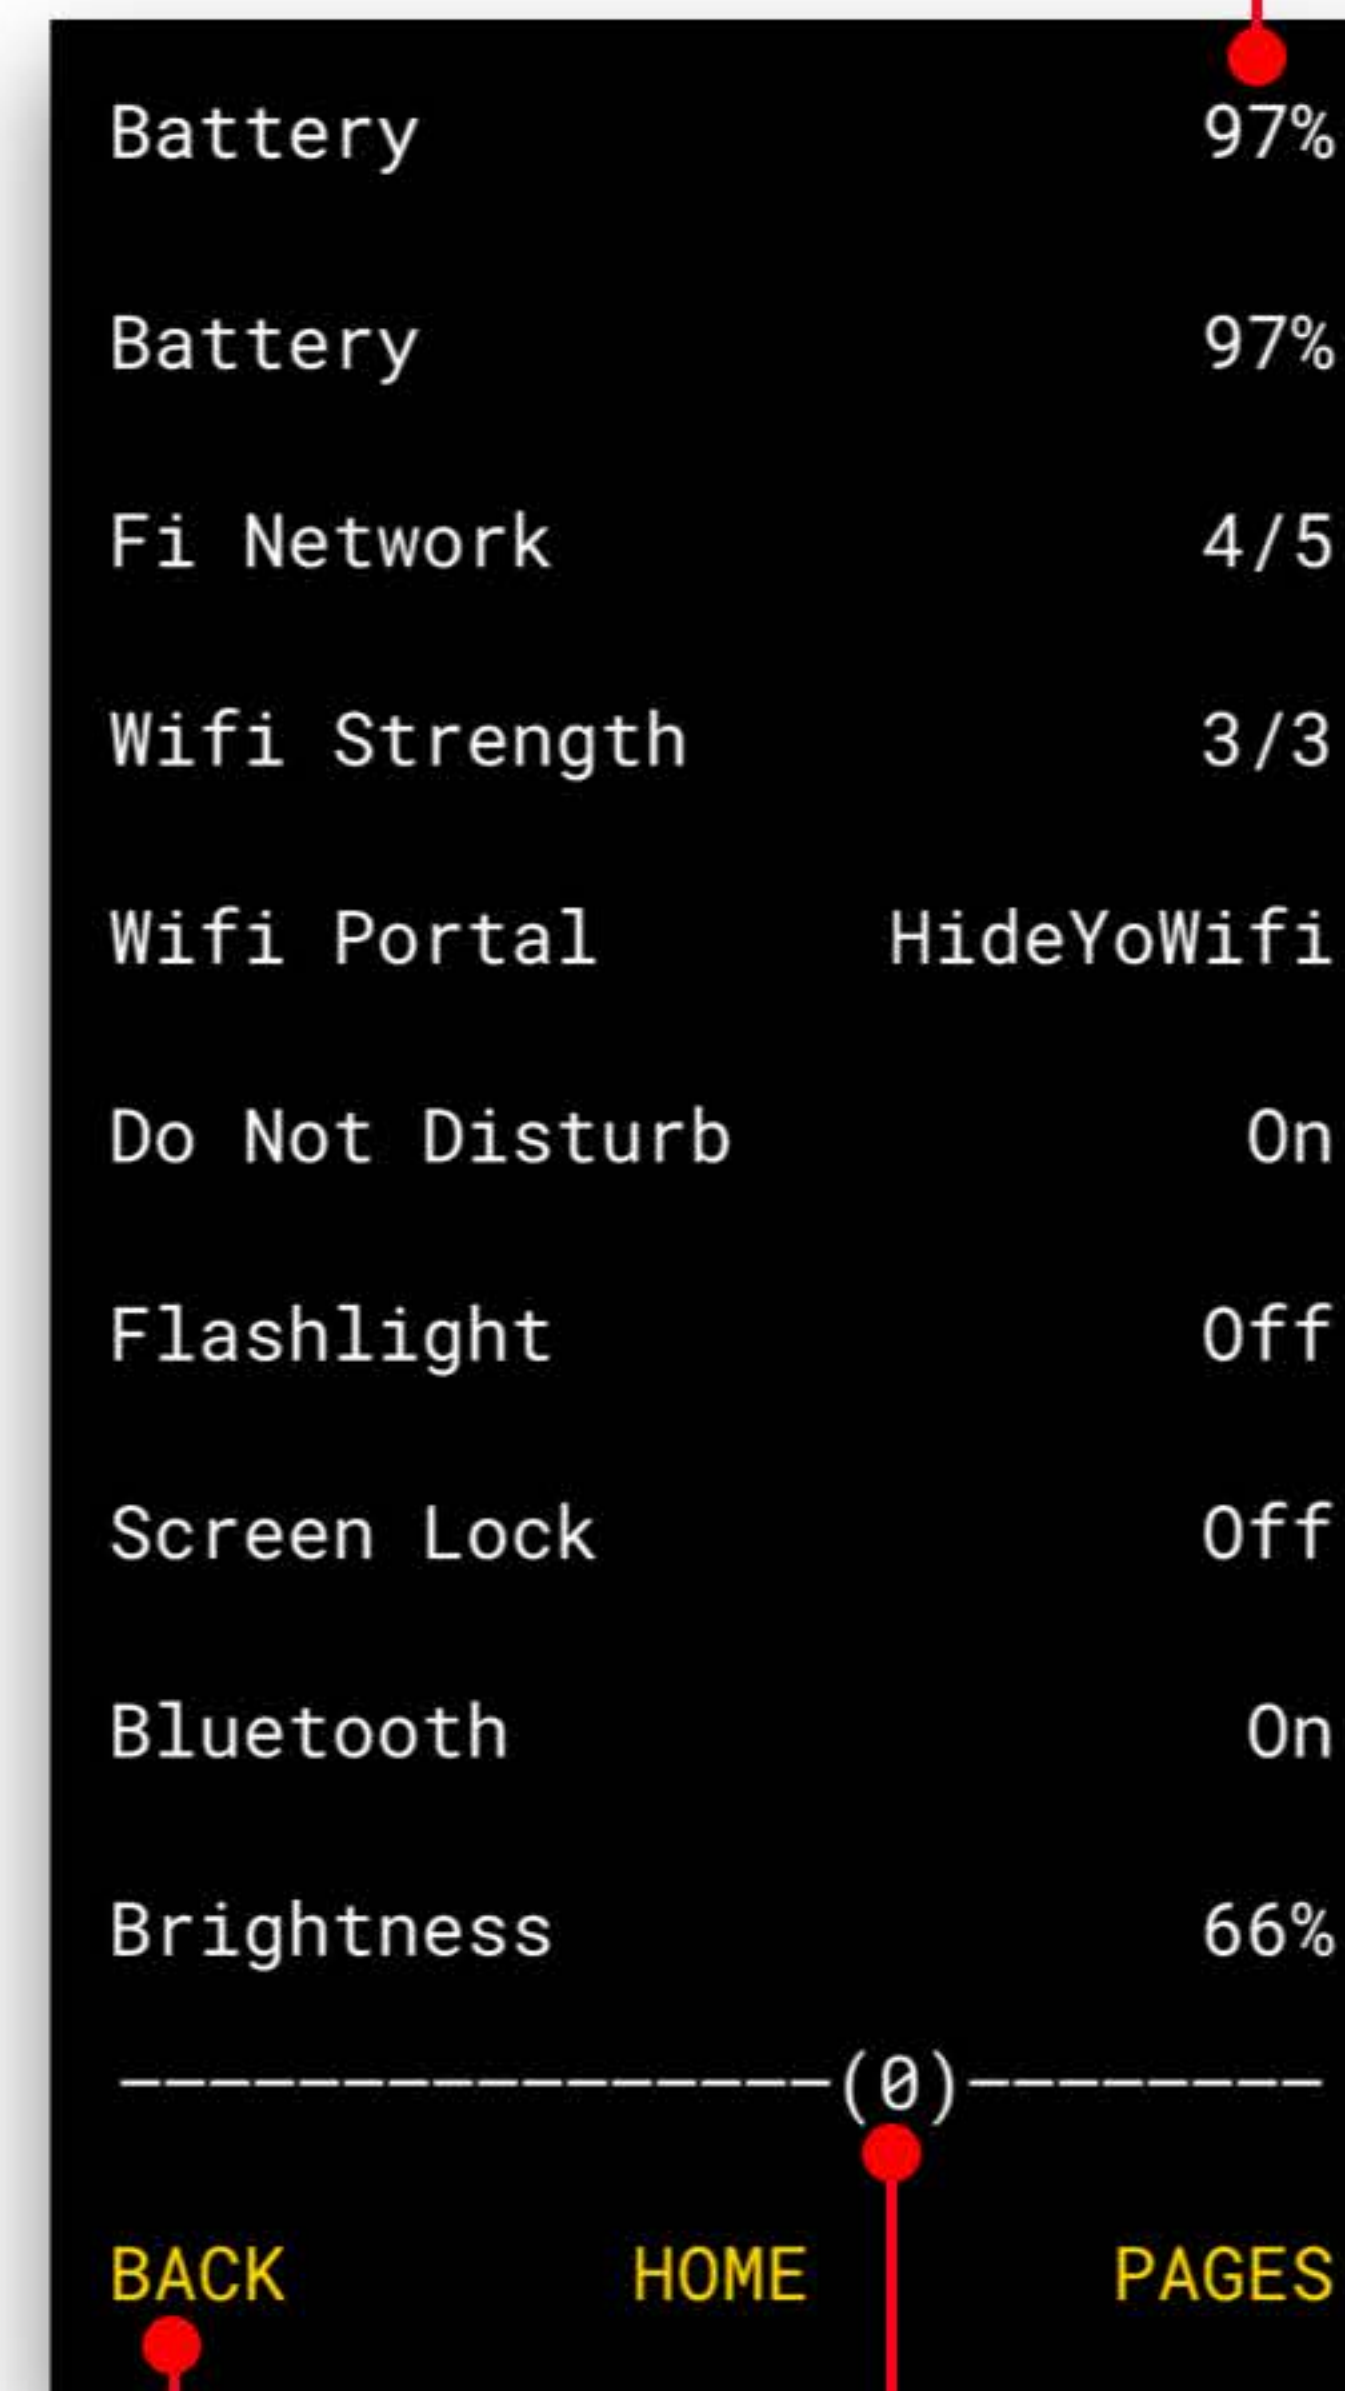 Battery 97%
Battery 97%
Fi Network 4/5
Wifi Strength 3/3
Wifi Portal HideYoWifi
Do Not Disturb On
Flashlight Off
Screen Lock Off
Bluetooth On
Brightness 66%
----------------(0)--------
BACK HOME PAGES